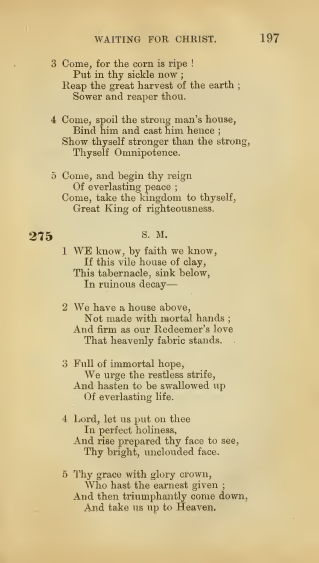 WAITING FOR CHRIST. 197
3 Come, for the corn is ripe !
Put in thy sickle now ;
Reap the great harvest of the earth ;
Sower and reaper thou.
4 Come, spoil the strong man's house,
Bind him and cast him hence ;
Show thyself stronger than the strong,
Thyself Omnipotence.
5 Come, and begin thy reign
Of everlasting peace ;
Come, take the kingdom to thyself,
Great King of righteousness.
275 S. M.
1 WE know, by faith we know,
If this vile house of clay,
This tabernacle, sink below,
In ruinous decay—
2 We have a house above,
Not made with mortal hands ;
And firm as our Redeemer's love
That heavenly fabric stands.
3 Full of immortal hope,
We urge the restless strife,
And hasten to be swallowed up
Of everlasting life.
4 Lord, let us put on thee
In perfect holiness,
And rise prepared thy face to see,
Thy bright, unclouded face.
5 Thy grace with glory crown,
Who hast the earnest given ;
And then triumphantly come down,
And take us up to Heaven.